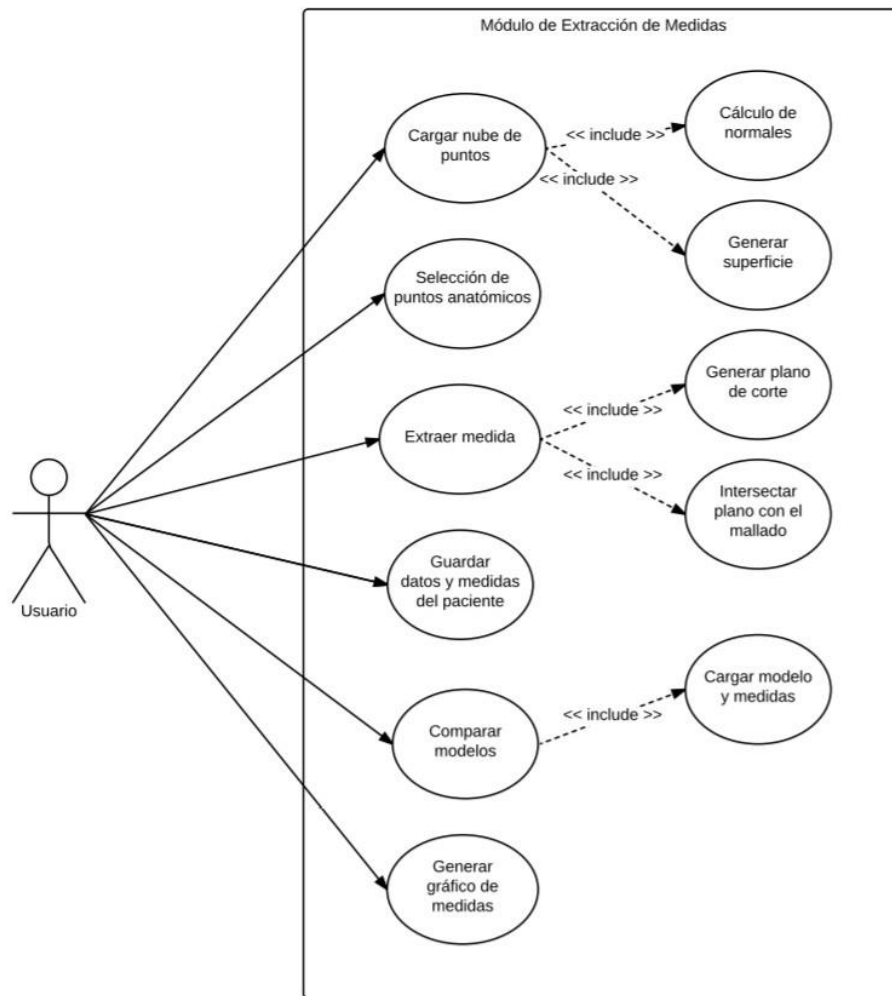 Módulo de Extracción de Medidas
Cargar nube de
puntos
<< include >>
Cálculo de
normales
<< include >>
Generar
superficie
Selección de
puntos anatómicos
Extraer medida
<< include >>
Generar plano
de corte
<< include >>
Intersectar
plano con el
mallado
Usuario
Guardar
datos y medidas
del paciente
Comparar
modelos
<< include >>
Cargar modelo
y medidas
Generar
gráfico de
medidas